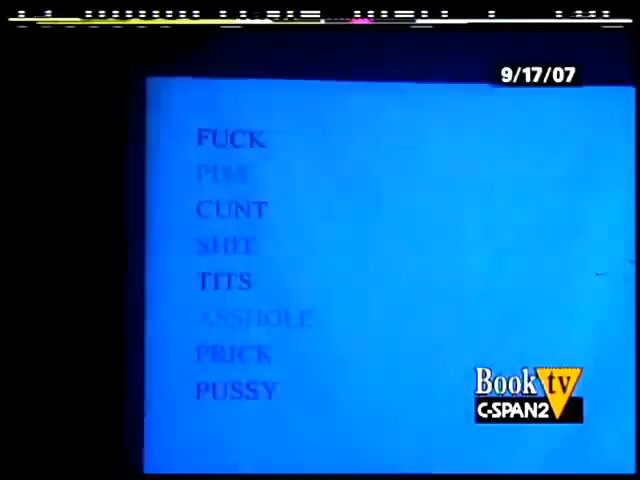 9/17/07
FUCK
PISS
CUNT
SHIT
TITS
ASSHOLE
PRICK
PUSSY
Book tv
C-SPAN2